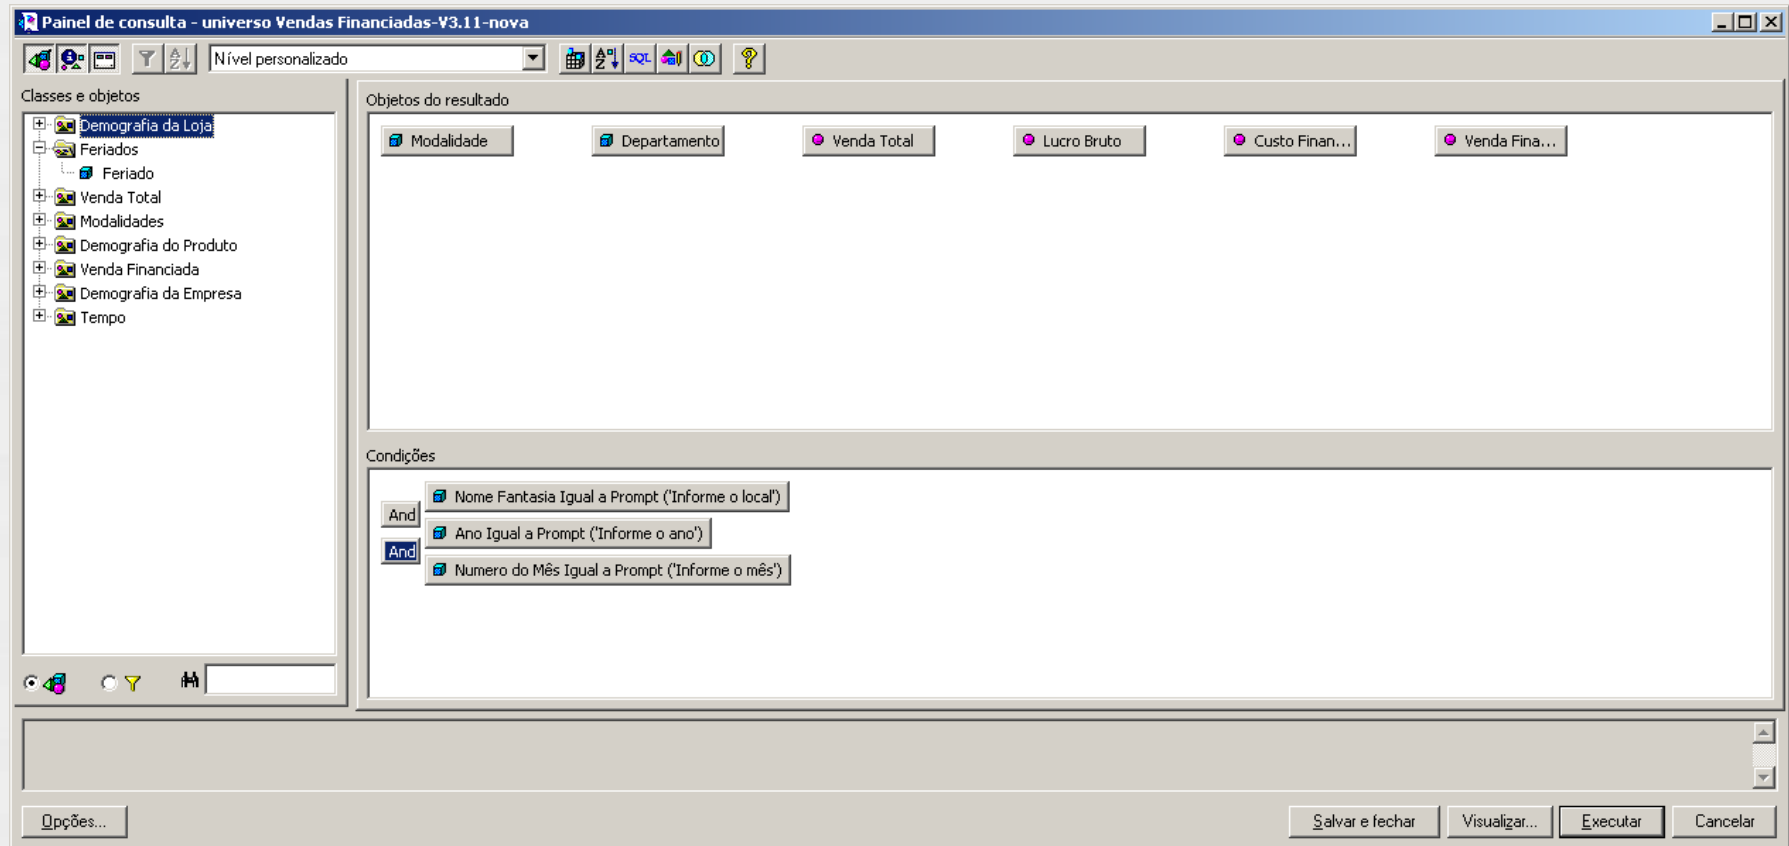 Painel de consulta - universo Vendas Financiadas-V3.11-nova
Nível personalizado
SQL
Classes e objetos
Demografia da Loja
Feriados
Feriado
Venda Total
Modalidades
Demografia do Produto
Venda Financiada
Demografia da Empresa
Tempo
Objetos do resultado
Modalidade Departamento Venda Total Lucro Bruto Custo Finan... Venda Fina...
Condições
Nome Fantasia Igual a Prompt ('Informe o local')
And
Ano Igual a Prompt ('Informe o ano')
And
Numero do Mês Igual a Prompt ('Informe o mês')
Opções... Salvar e fechar Visualizar... Executar Cancelar